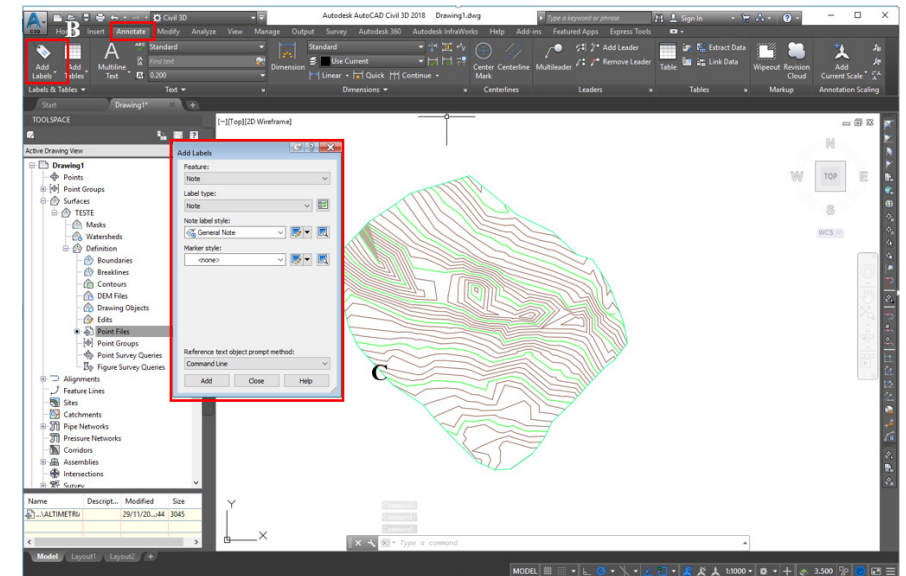 Civil 3D
Autodesk AutoCAD Civil 3D 2018 Drawing1.dwg
Type a keyword or phrase
Sign In
B
Insert Annotate Modify Analyze View Manage Output Survey Autodesk 360 Autodesk InfraWorks Help Add-ins Featured Apps Express Tools
Add Labels
Add Tables
Multiline Text
Standard
Find text
0.200
Dimension
Standard
Use Current
Linear Quick Continue
Center Mark
Centerline
Multileader
Add Leader
Remove Leader
Table
Extract Data
Link Data
Wipeout
Revision Cloud
Add Current Scale
Labels & Tables Text Dimensions Centerlines Leaders Tables Markup Annotation Scaling
Start Drawing1*
TOOLSPACE
Active Drawing View
Drawing1
Points
Point Groups
Surfaces
TESTE
Masks
Watersheds
Definition
Boundaries
Breaklines
Contours
DEM Files
Drawing Objects
Edits
Point Files
Point Groups
Point Survey Queries
Figure Survey Queries
Alignments
Feature Lines
Sites
Catchments
Pipe Networks
Pressure Networks
Corridors
Assemblies
Intersections
Survey
Name Descript... Modified Size
...\ALTIMETRI 29/11/20...:44 3045
[-][Top][2D Wireframe]
Add Labels
Feature:
Note
Label type:
Note
Note label style:
General Note
Marker style:
<none>
Reference text object prompt method:
Command Line
Add Close Help
C
N
W TOP E
S
WCS
Y
X
Command:
Command:
Command:
Type a command
Model Layout1 Layout2 +
MODEL
1:1000
3.500